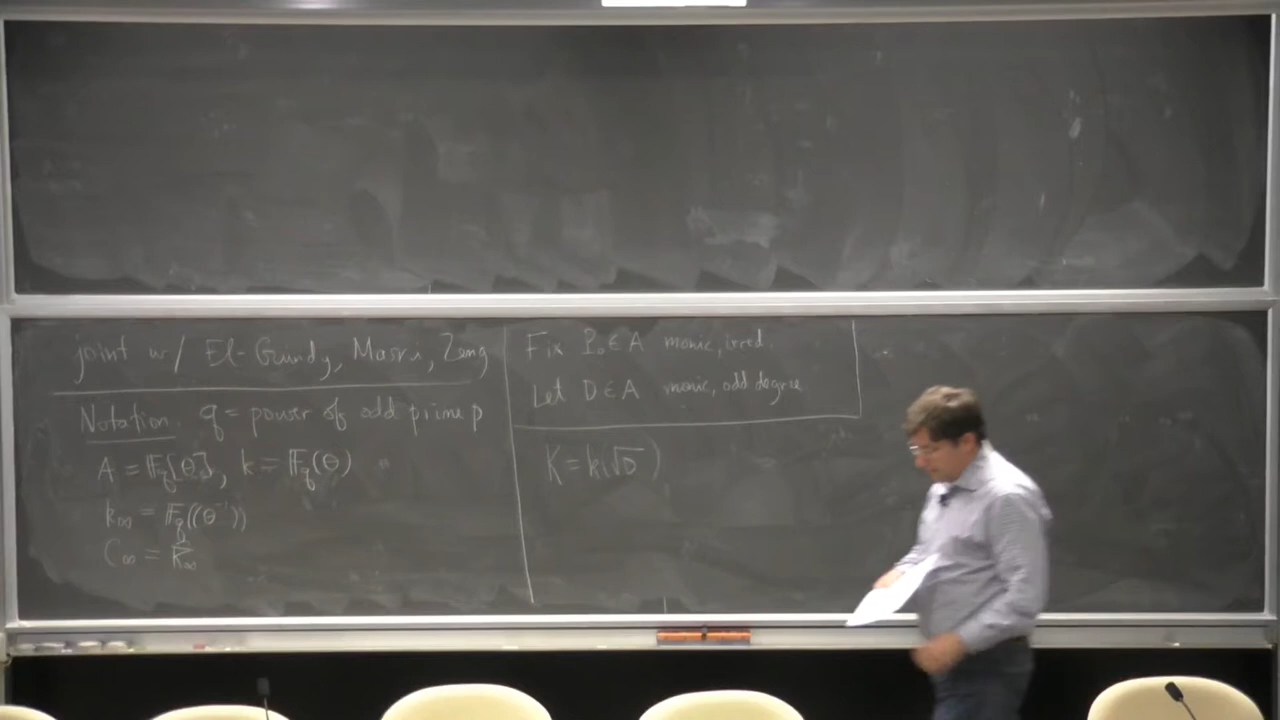 joint w/ El-Guindy, Masri, Zeng
Notation. q = power of odd prime p
A = 𝔽_q[θ], k = 𝔽_q(θ)
k_∞ = 𝔽_q((θ^{-1}))
C_∞ = \hat{\bar{k}}_∞
Fix P_0 ∈ A monic, irred.
Let D ∈ A monic, odd degree
K = k(√D)